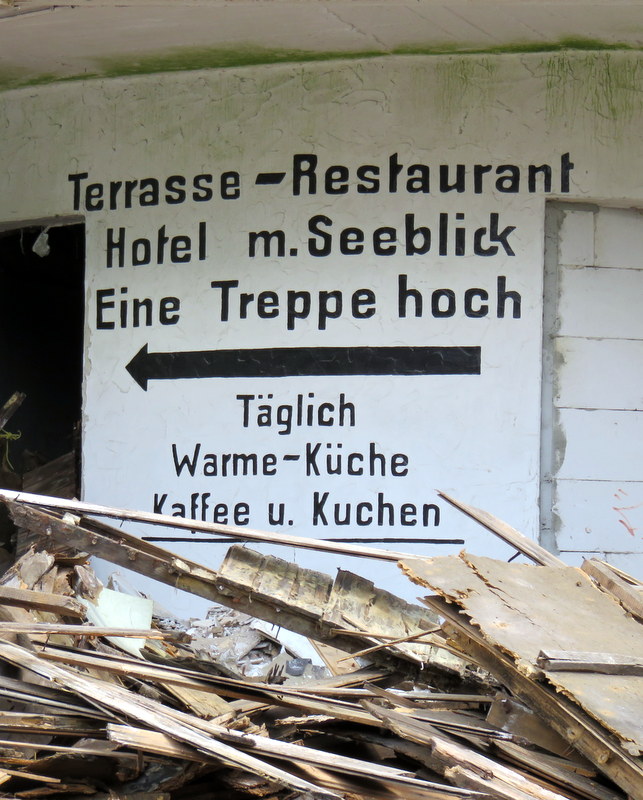 Terrasse-Restaurant
Hotel m. Seeblick
Eine Treppe hoch
Täglich
Warme-Küche
Kaffee u. Kuchen